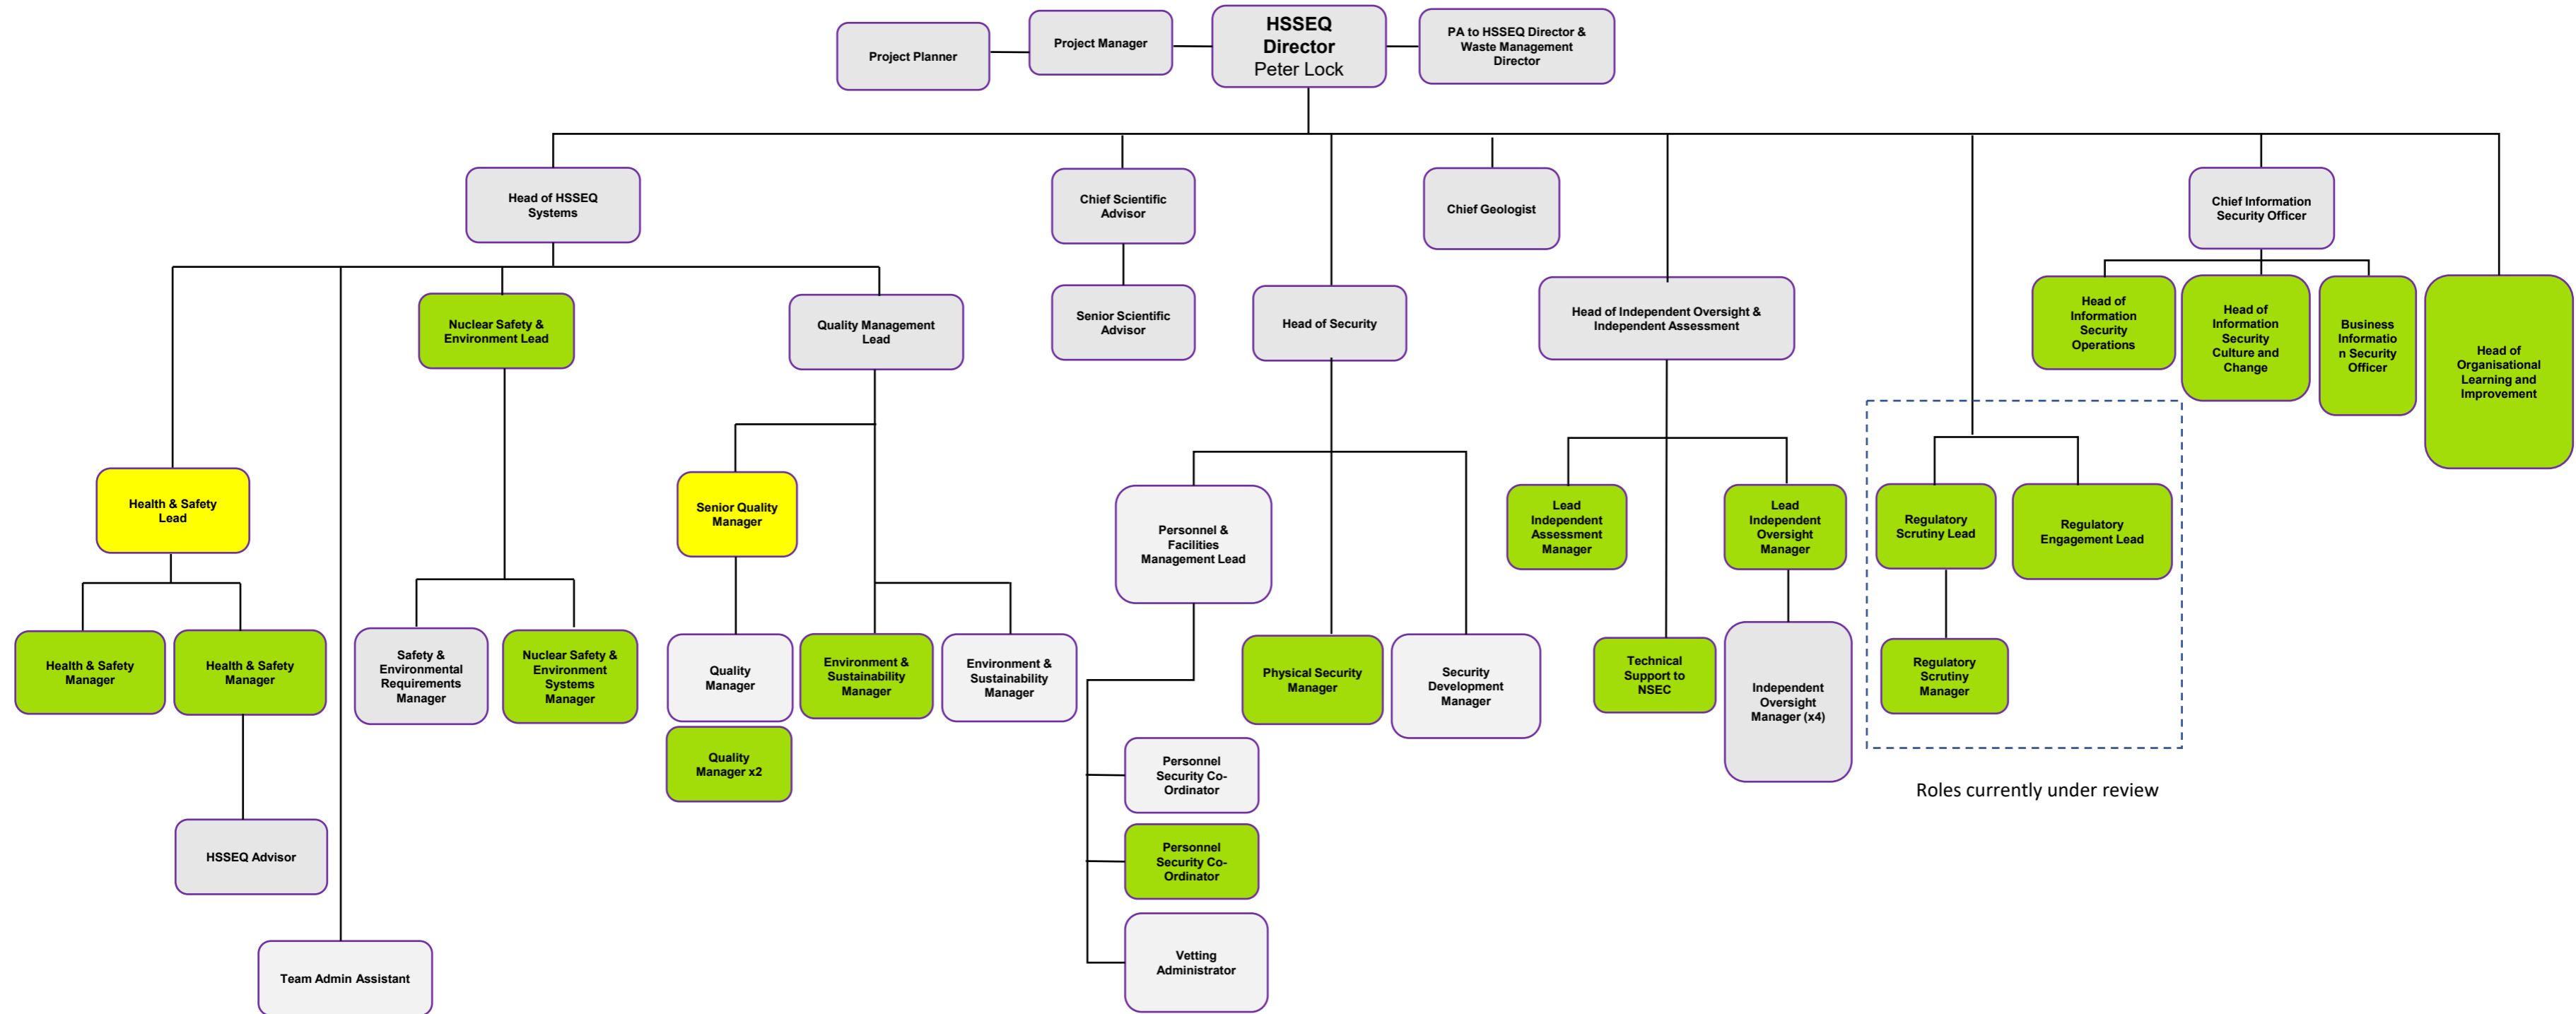 Project Planner
Project Manager
HSSEQ
Director
Peter Lock
PA to HSSEQ Director &
Waste Management
Director
Head of HSSEQ
Systems
Chief Scientific
Advisor
Chief Geologist
Chief Information
Security Officer
Nuclear Safety &
Environment Lead
Quality Management
Lead
Senior Scientific
Advisor
Head of Security
Head of Independent Oversight &
Independent Assessment
Head of
Information
Security
Operations
Head of
Information
Security
Culture and
Change
Business
Informatio
n Security
Officer
Head of
Organisational
Learning and
Improvement
Health & Safety
Lead
Senior Quality
Manager
Personnel &
Facilities
Management Lead
Lead
Independent
Assessment
Manager
Lead
Independent
Oversight
Manager
Regulatory
Scrutiny Lead
Regulatory
Engagement Lead
Health & Safety
Manager
Health & Safety
Manager
Safety &
Environmental
Requirements
Manager
Nuclear Safety &
Environment
Systems
Manager
Quality
Manager
Environment &
Sustainability
Manager
Environment &
Sustainability
Manager
Physical Security
Manager
Security
Development
Manager
Technical
Support to
NSEC
Independent
Oversight
Manager (x4)
Regulatory
Scrutiny
Manager
Quality
Manager x2
Personnel
Security Co-
Ordinator
Roles currently under review
HSSEQ Advisor
Personnel
Security Co-
Ordinator
Vetting
Administrator
Team Admin Assistant